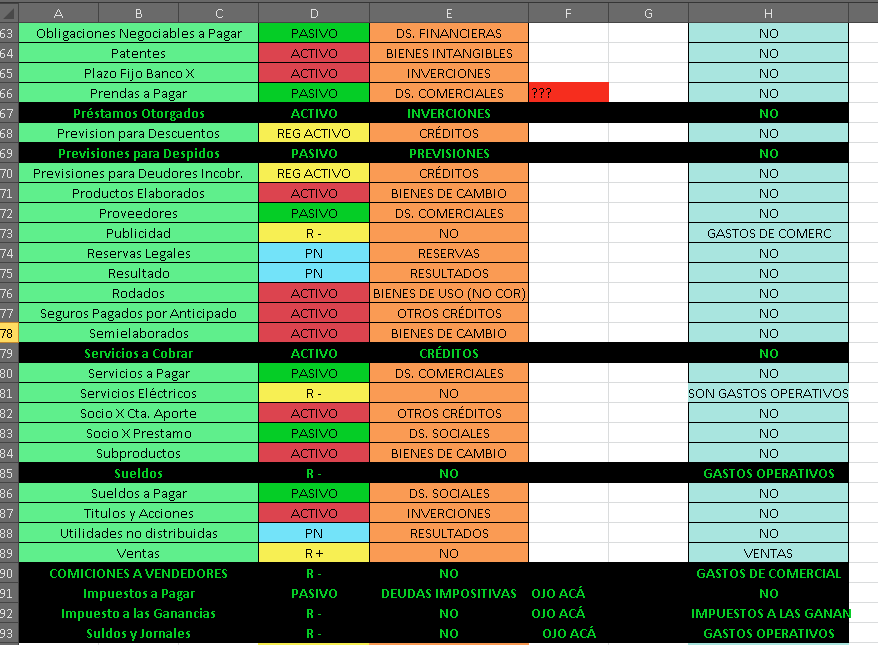 A B C D E F G H
63 Obligaciones Negociables a Pagar PASIVO DS. FINANCIERAS NO
64 Patentes ACTIVO BIENES INTANGIBLES NO
65 Plazo Fijo Banco X ACTIVO INVERCIONES NO
66 Prendas a Pagar PASIVO DS. COMERCIALES ??? NO
67 Préstamos Otorgados ACTIVO INVERCIONES NO
68 Prevision para Descuentos REG ACTIVO CRÉDITOS NO
69 Previsiones para Despidos PASIVO PREVISIONES NO
70 Previsiones para Deudores Incobr. REG ACTIVO CRÉDITOS NO
71 Productos Elaborados ACTIVO BIENES DE CAMBIO NO
72 Proveedores PASIVO DS. COMERCIALES NO
73 Publicidad R - NO GASTOS DE COMERC
74 Reservas Legales PN RESERVAS NO
75 Resultado PN RESULTADOS NO
76 Rodados ACTIVO BIENES DE USO (NO COR) NO
77 Seguros Pagados por Anticipado ACTIVO OTROS CRÉDITOS NO
78 Semielaborados ACTIVO BIENES DE CAMBIO NO
79 Servicios a Cobrar ACTIVO CRÉDITOS NO
80 Servicios a Pagar PASIVO DS. COMERCIALES NO
81 Servicios Eléctricos R - NO SON GASTOS OPERATIVOS
82 Socio X Cta. Aporte ACTIVO OTROS CRÉDITOS NO
83 Socio X Prestamo PASIVO DS. SOCIALES NO
84 Subproductos ACTIVO BIENES DE CAMBIO NO
85 Sueldos R - NO GASTOS OPERATIVOS
86 Sueldos a Pagar PASIVO DS. SOCIALES NO
87 Titulos y Acciones ACTIVO INVERCIONES NO
88 Utilidades no distribuidas PN RESULTADOS NO
89 Ventas R + NO VENTAS
90 COMICIONES A VENDEDORES R - NO GASTOS DE COMERCIAL
91 Impuestos a Pagar PASIVO DEUDAS IMPOSITIVAS OJO ACÁ NO
92 Impuesto a las Ganancias R - NO OJO ACÁ IMPUESTOS A LAS GANAN
93 Suldos y Jornales R - NO OJO ACÁ GASTOS OPERATIVOS